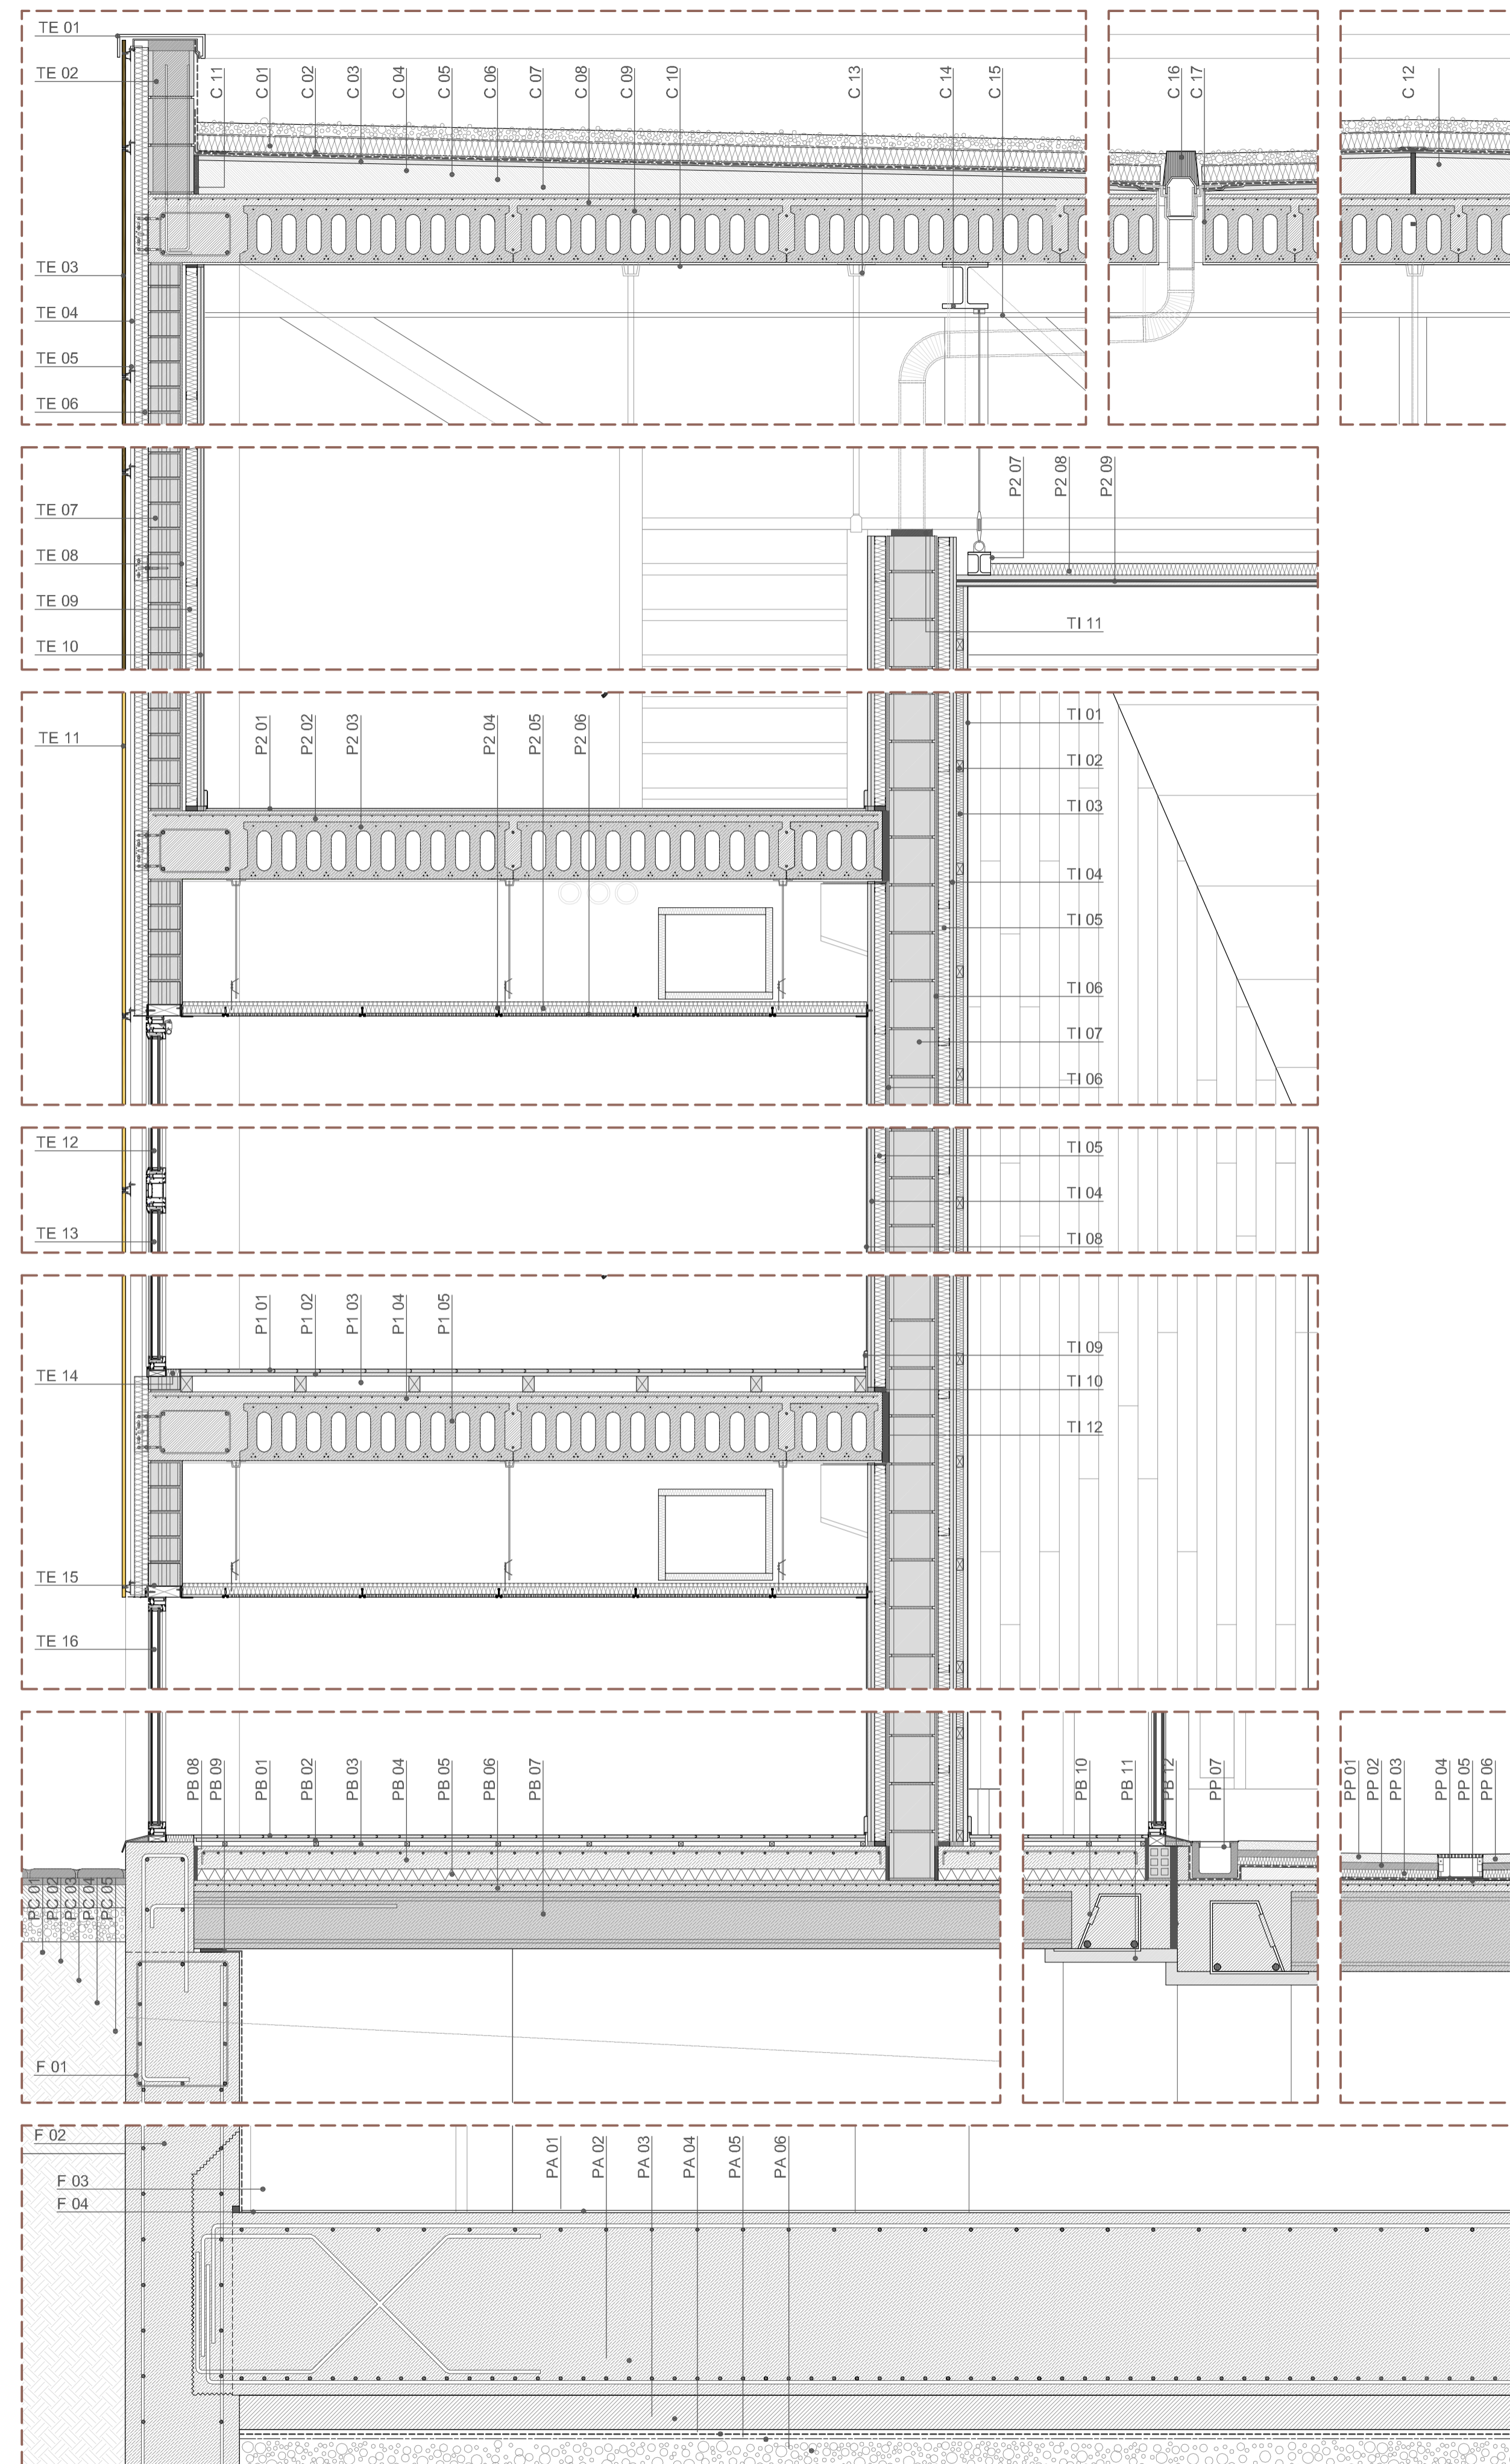 TE 01
TE 02
C 11
C 01
C 02
C 03
C 04
C 05
C 06
C 07
C 08
C 09
C 10
C 13
C 14
C 15
C 16
C 17
C 12
TE 03
TE 04
TE 05
TE 06
TE 07
TE 08
TE 09
TE 10
P2 07
P2 08
P2 09
TI 11
TE 11
P2 01
P2 02
P2 03
P2 04
P2 05
P2 06
TI 01
TI 02
TI 03
TI 04
TI 05
TI 06
TI 07
TI 06
TE 12
TE 13
TI 05
TI 04
TI 08
P1 01
P1 02
P1 03
P1 04
P1 05
TE 14
TE 15
TE 16
TI 09
TI 10
TI 12
PB 08
PB 09
PB 01
PB 02
PB 03
PB 04
PB 05
PB 06
PB 07
PB 10
PB 11
PB 12
PP 07
PP 01
PP 02
PP 03
PP 04
PP 05
PP 06
PC 01
PC 02
PC 03
PC 04
PC 05
F 01
F 02
F 03
F 04
PA 01
PA 02
PA 03
PA 04
PA 05
PA 06